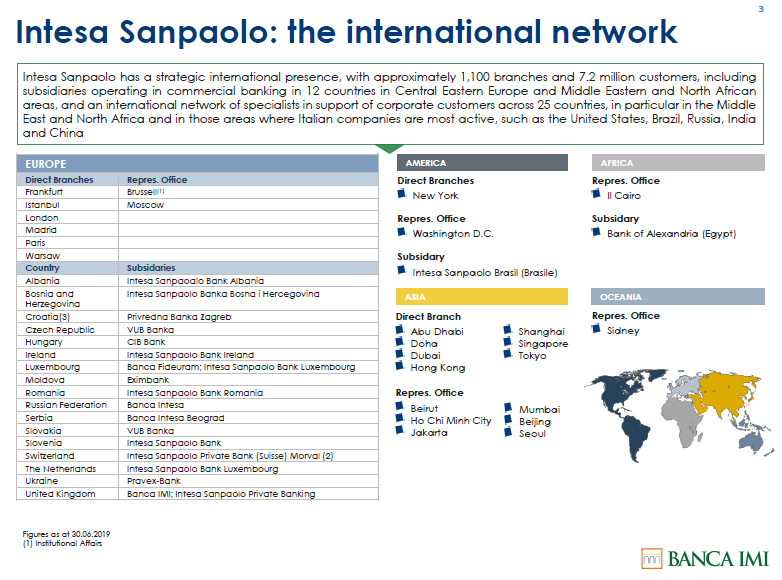 3
Intesa Sanpaolo: the international network
Intesa Sanpaolo has a strategic international presence, with approximately 1,100 branches and 7.2 million customers, including
subsidiaries operating in commercial banking in 12 countries in Central Eastern Europe and Middle Eastern and North African
areas, and an international network of specialists in support of corporate customers across 25 countries, in particular in the Middle
East and North Africa and in those areas where Italian companies are most active, such as the United States, Brazil, Russia, India
and China
EUROPE
Direct Branches Repres. Office
Frankfurt Brussel(1)
Istanbul Moscow
London
Madrid
Paris
Warsaw
Country Subsidaries
Albania Intesa Sanpaoalo Bank Albania
Bosnia and Intesa Sanpaolo Banka Bosna i Hercegovina
Herzegovina
Croatia(3) Privredna Banka Zagreb
Czech Republic VUB Banka
Hungary CIB Bank
Ireland Intesa Sanpaolo Bank Ireland
Luxembourg Banca Fideuram; Intesa Sanpaolo Bank Luxembourg
Moldova Eximbank
Romania Intesa Sanpaolo Bank Romania
Russian Federation Banca Intesa
Serbia Banca Intesa Beograd
Slovakia VUB Banka
Slovenia Intesa Sanpaolo Bank
Switzerland Intesa Sanpaolo Private Bank (Suisse) Morval (2)
The Netherlands Intesa Sanpaolo Bank Luxembourg
Ukraine Pravex-Bank
United Kingdom Banca IMI; Intesa Sanpaolo Private Banking
AMERICA
Direct Branches
New York
Repres. Office
Washington D.C.
Subsidary
Intesa Sanpaolo Brasil (Brasile)
AFRICA
Repres. Office
Il Cairo
Subsidary
Bank of Alexandria (Egypt)
ASIA
Direct Branch
Abu Dhabi Shanghai
Doha Singapore
Dubai Tokyo
Hong Kong
Repres. Office
Beirut Mumbai
Ho Chi Minh City Beijing
Jakarta Seoul
OCEANIA
Repres. Office
Sidney
Figures as at 30.06.2019
(1) Institutional Affairs
BANCA IMI